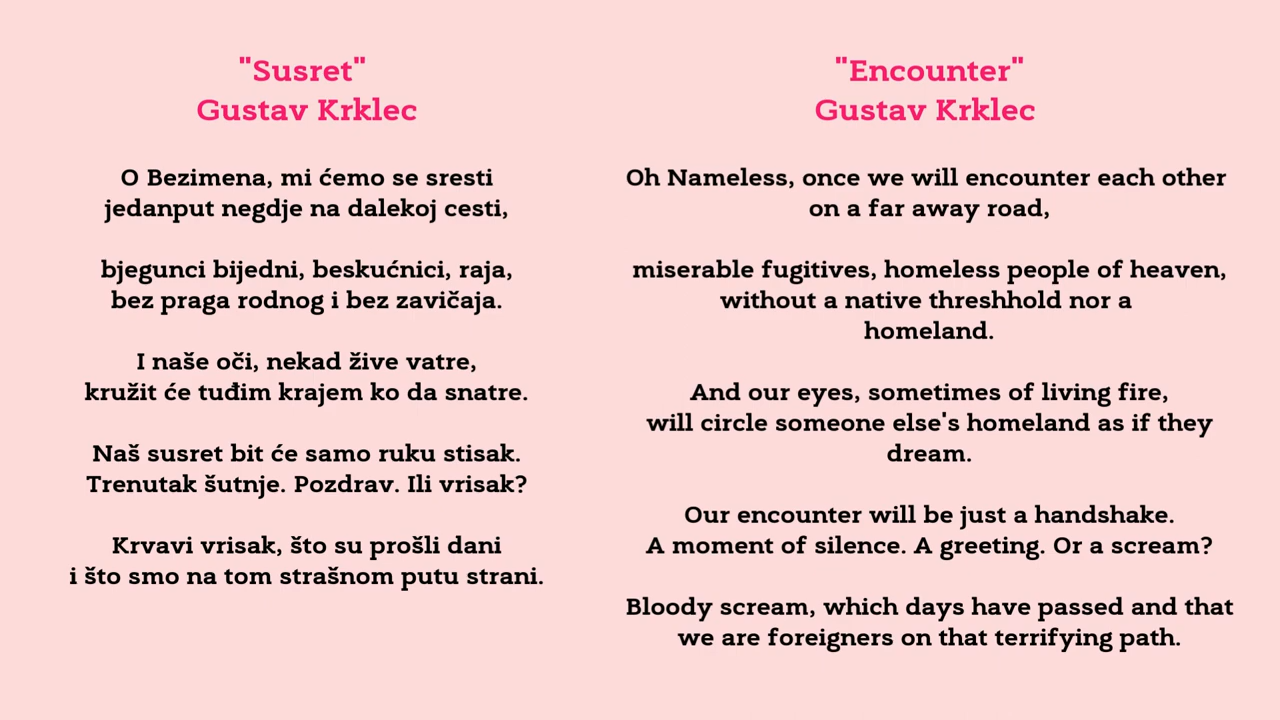 "Susret"
Gustav Krklec
O Bezimena, mi ćemo se sresti
jedanput negdje na dalekoj cesti,
bjegunci bijedni, beskućnici, raja,
bez praga rodnog i bez zavičaja.
I naše oči, nekad žive vatre,
kružit će tuđim krajem ko da snatre.
Naš susret bit će samo ruku stisak.
Trenutak šutnje. Pozdrav. Ili vrisak?
Krvavi vrisak, što su prošli dani
i što smo na tom strašnom putu strani.
"Encounter"
Gustav Krklec
Oh Nameless, once we will encounter each other
on a far away road,
miserable fugitives, homeless people of heaven,
without a native threshhold nor a
homeland.
And our eyes, sometimes of living fire,
will circle someone else's homeland as if they
dream.
Our encounter will be just a handshake.
A moment of silence. A greeting. Or a scream?
Bloody scream, which days have passed and that
we are foreigners on that terrifying path.